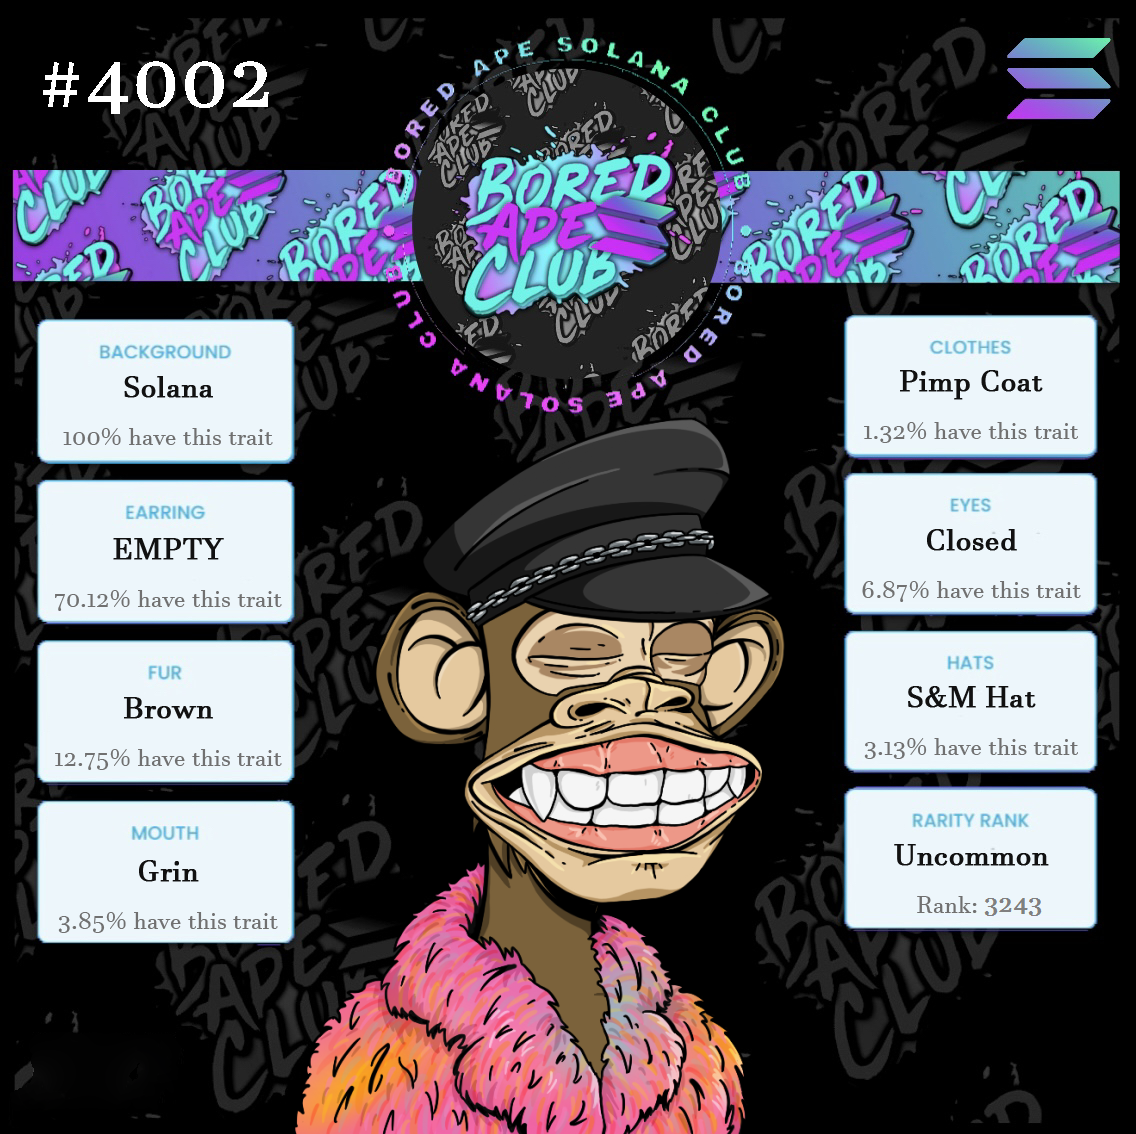 #4002
BORED APE SOLANA CLUB
BORED
APE
CLUB
BORED APE SOLANA CLUB
BACKGROUND
Solana
100% have this trait
EARRING
EMPTY
70.12% have this trait
FUR
Brown
12.75% have this trait
MOUTH
Grin
3.85% have this trait
CLOTHES
Pimp Coat
1.32% have this trait
EYES
Closed
6.87% have this trait
HATS
S&M Hat
3.13% have this trait
RARITY RANK
Uncommon
Rank: 3243